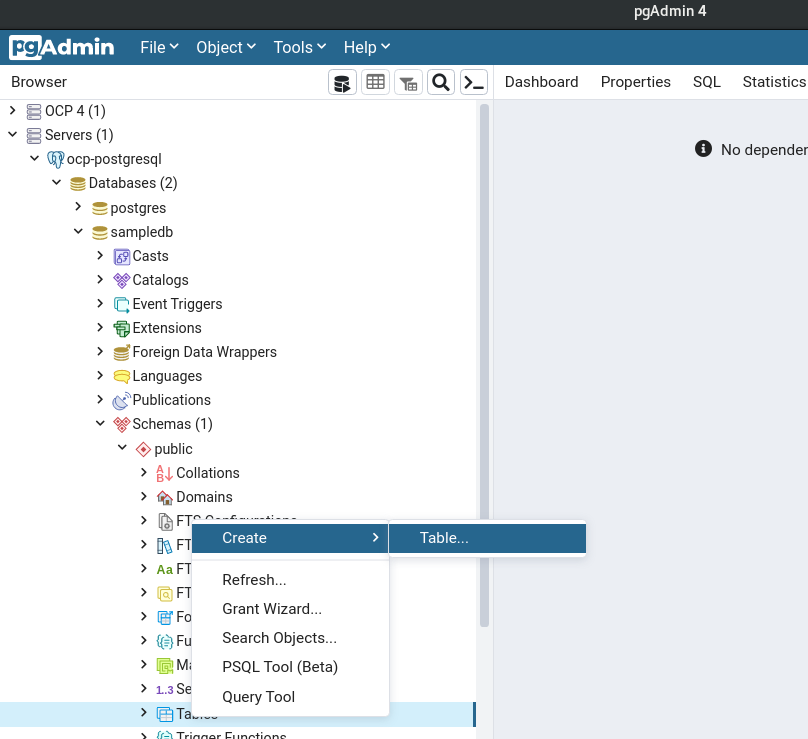 pgAdmin 4
pgAdmin File Object Tools Help
Browser Dashboard Properties SQL Statistics
OCP 4 (1)
Servers (1)
ocp-postgresql
No depender
Databases (2)
postgres
sampledb
Casts
Catalogs
Event Triggers
Extensions
Foreign Data Wrappers
Languages
Publications
Schemas (1)
public
Collations
Domains
FTS Configurations
Create Table...
FT
Aa FT
Refresh...
FT
Grant Wizard...
Fo
Search Objects...
Fu
PSQL Tool (Beta)
Ma
1..3 Se
Query Tool
Tables
Trigger Functions